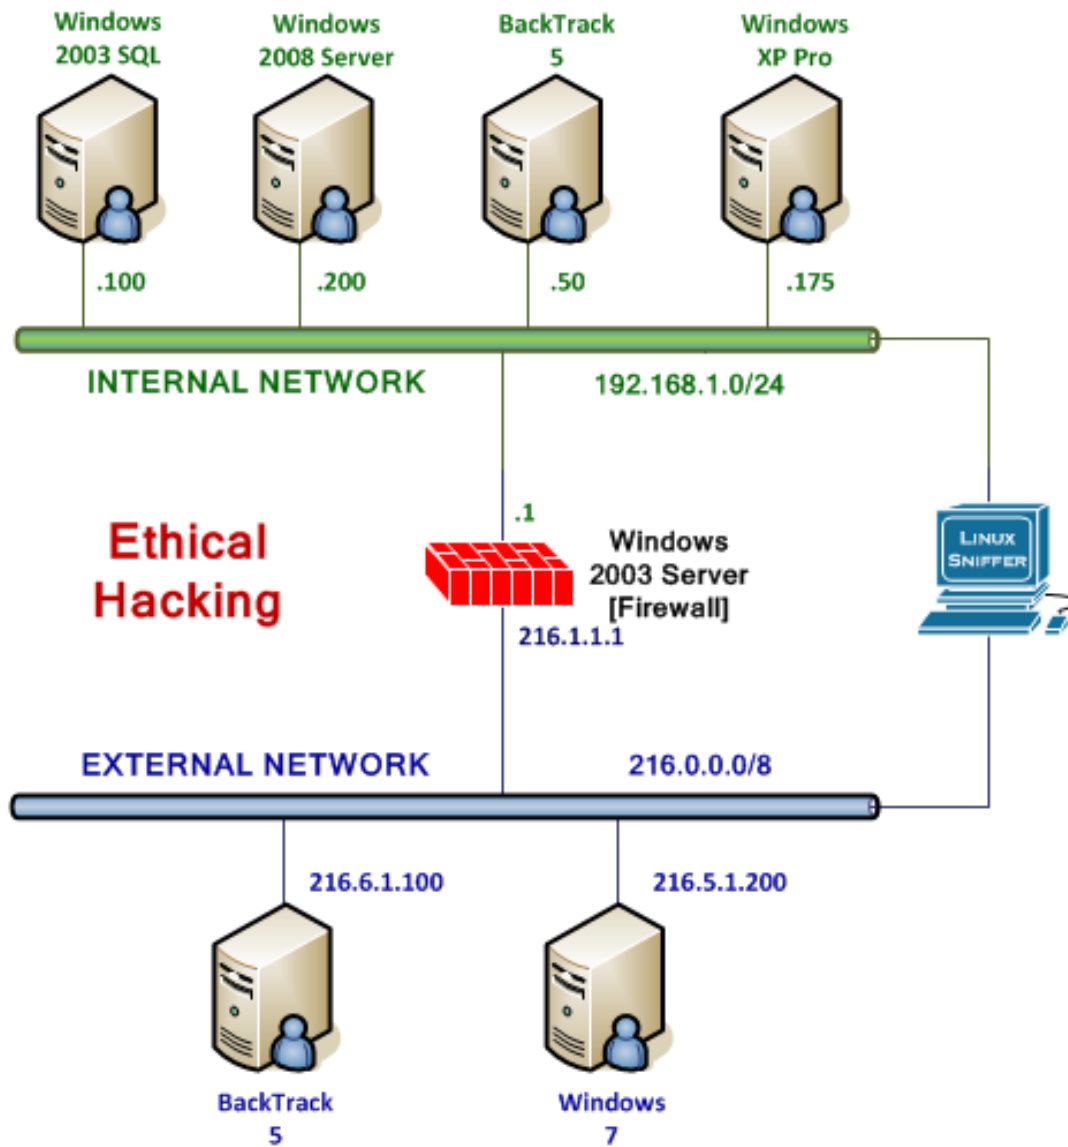 Windows
2003 SQL
Windows
2008 Server
BackTrack
5
Windows
XP Pro
.100
.200
.50
.175
INTERNAL NETWORK
192.168.1.0/24
.1
Ethical
Hacking
Windows
2003 Server
[Firewall]
LINUX
SNIFFER
216.1.1.1
EXTERNAL NETWORK
216.0.0.0/8
216.6.1.100
216.5.1.200
BackTrack
5
Windows
7